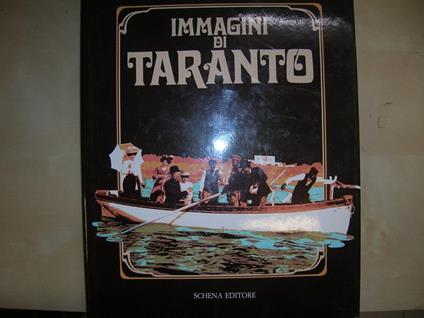 IMMAGINI
DI
TARANTO
SCHENA EDITORE